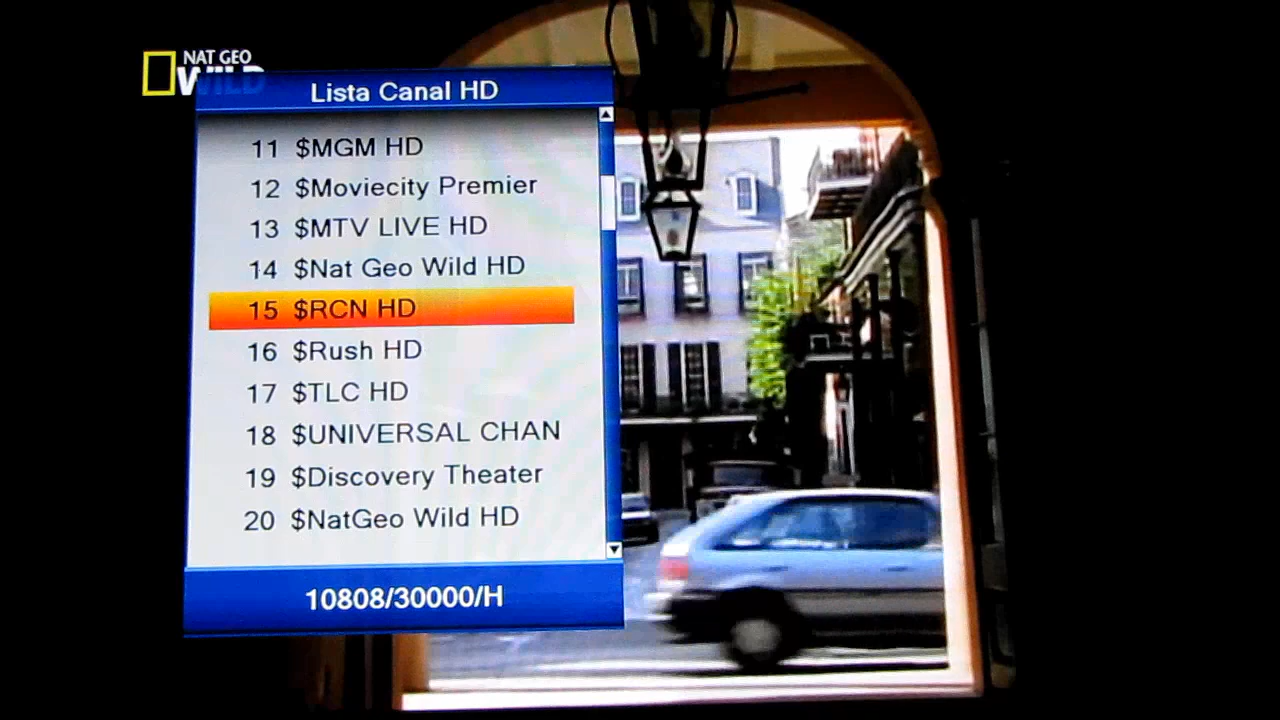 NAT GEO
WILD
Lista Canal HD
11 $MGM HD
12 $Moviecity Premier
13 $MTV LIVE HD
14 $Nat Geo Wild HD
15 $RCN HD
16 $Rush HD
17 $TLC HD
18 $UNIVERSAL CHAN
19 $Discovery Theater
20 $NatGeo Wild HD
10808/30000/H